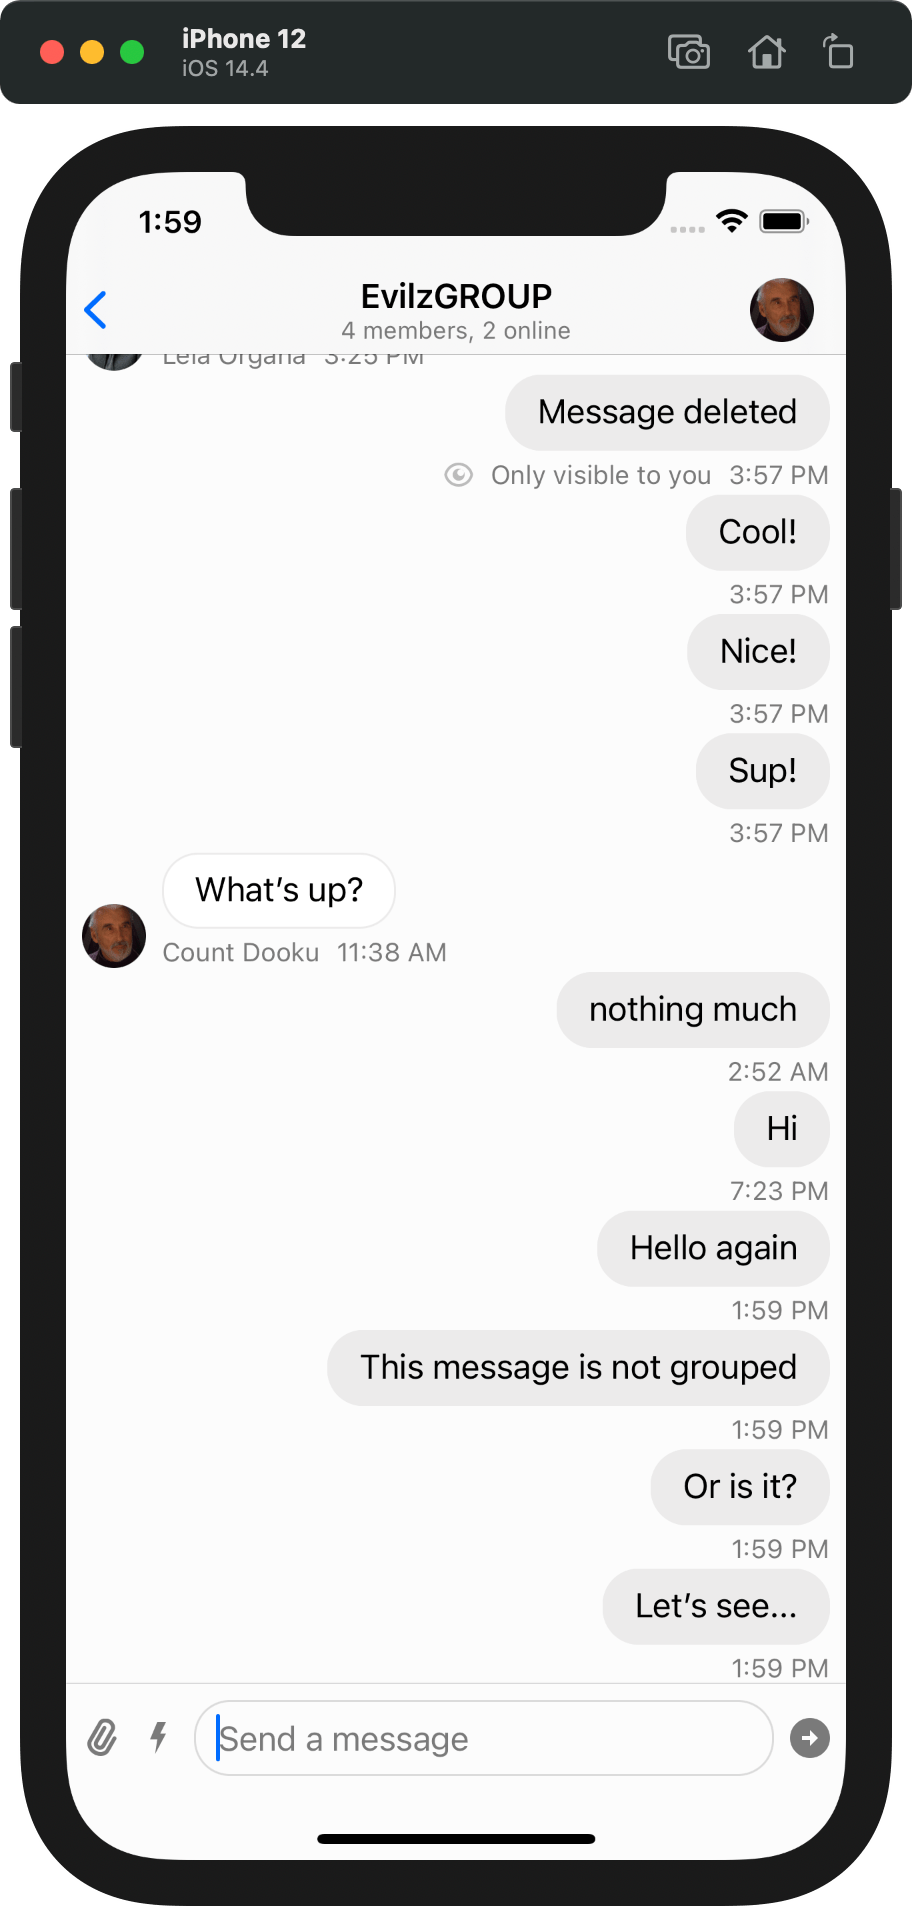 iPhone 12
iOS 14.4
1:59
EvilzGROUP
4 members, 2 online
Leia Organa 3:25 PM
Message deleted
Only visible to you 3:57 PM
Cool!
3:57 PM
Nice!
3:57 PM
Sup!
3:57 PM
What's up?
Count Dooku 11:38 AM
nothing much
2:52 AM
Hi
7:23 PM
Hello again
1:59 PM
This message is not grouped
1:59 PM
Or is it?
1:59 PM
Let's see...
1:59 PM
Send a message